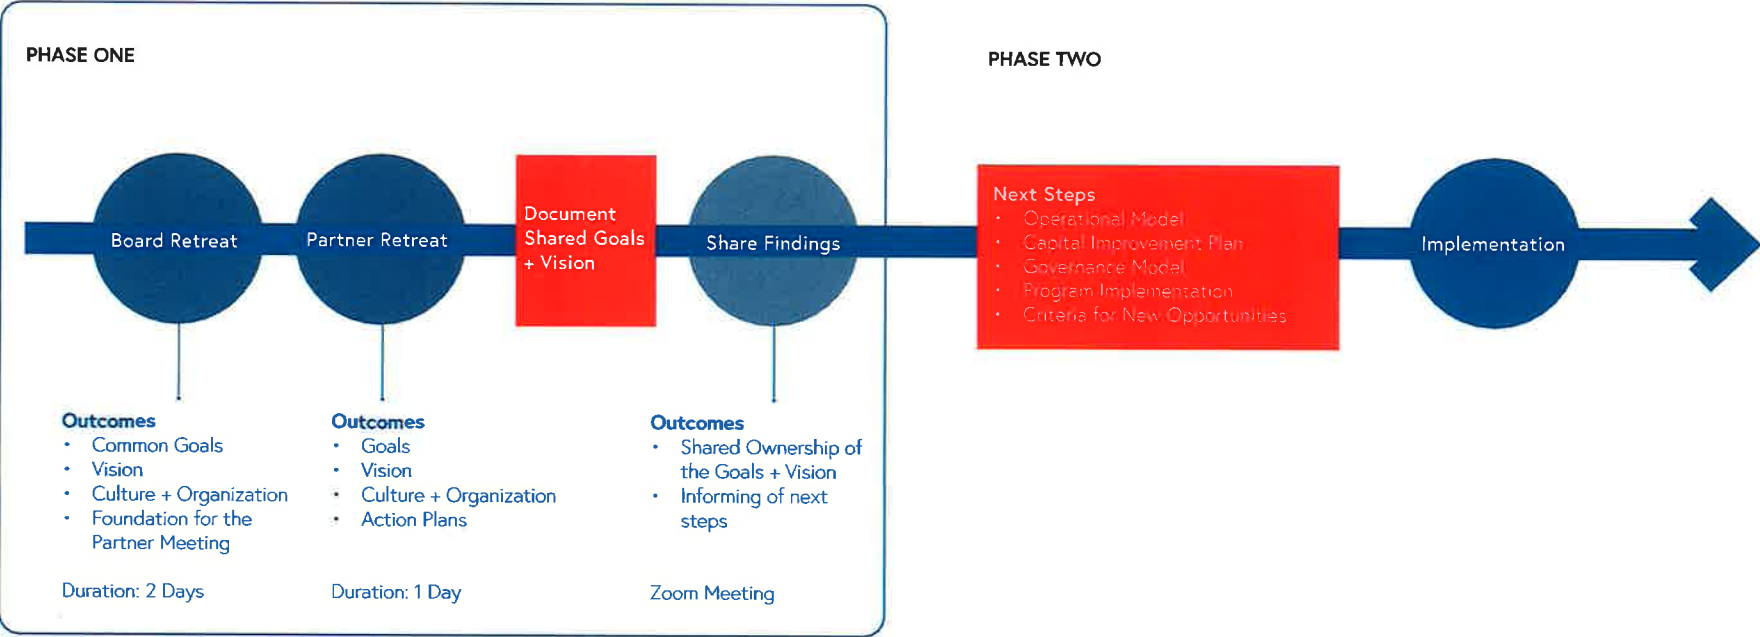 PHASE ONE
PHASE TWO
Board Retreat
Partner Retreat
Document
Shared Goals
+ Vision
Share Findings
Next Steps
• Operational Model
• Capital Improvement Plan
• Governance Model
• Program Implementation
• Criteria for New Opportunities
Implementation
Outcomes
• Common Goals
• Vision
• Culture + Organization
• Foundation for the
Partner Meeting
Duration: 2 Days
Outcomes
• Goals
• Vision
• Culture + Organization
• Action Plans
Duration: 1 Day
Outcomes
• Shared Ownership of
the Goals + Vision
• Informing of next
steps
Zoom Meeting